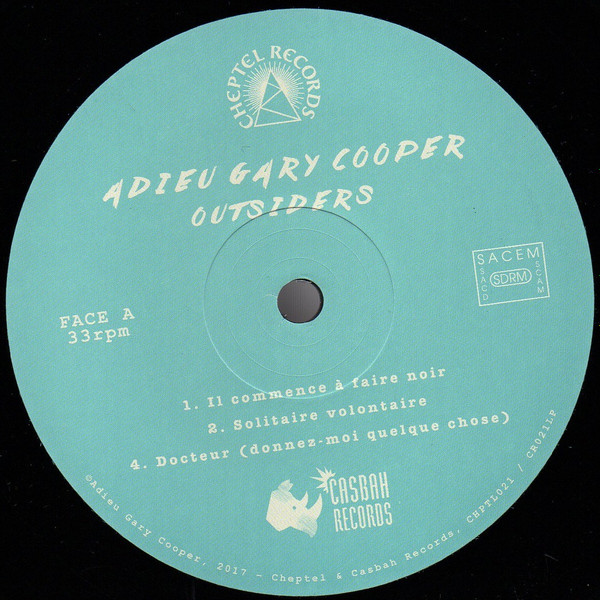 CHEPTEL RECORDS
ADIEU GARY COOPER
OUTSIDERS
SACEM
SACD
SDRM
SCAM
FACE A
33rpm
1. Il commence à faire noir
2. Solitaire volontaire
4. Docteur (donnez-moi quelque chose)
CASBAH
RECORDS
©Adieu Gary Cooper, 2017 – Cheptel & Casbah Records, CHPTL021 / CR021LP